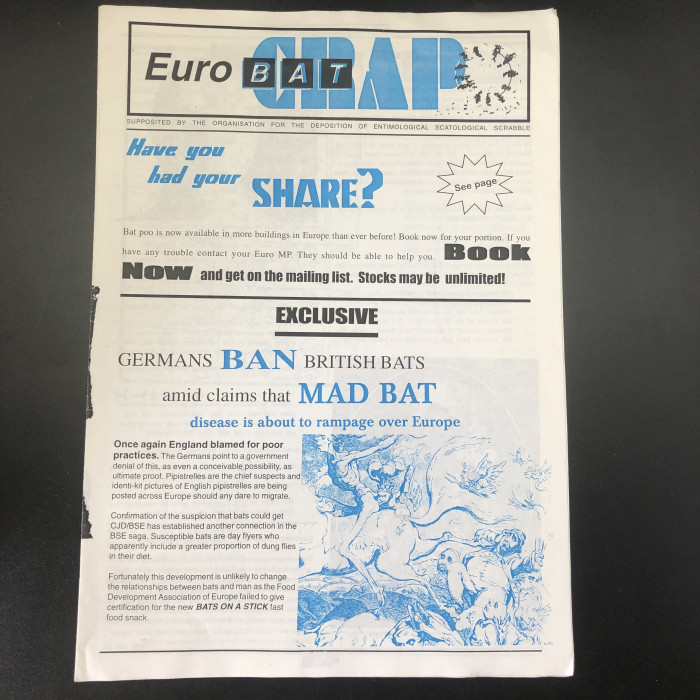 Euro BAT CRAP
SUPPOSITED BY THE ORGANISATION FOR THE DEPOSITION OF ENTIMOLOGICAL SCATOLOGICAL SCRABBLE
Have you
had your SHARE?
See page
Bat poo is now available in more buildings in Europe than ever before! Book now for your portion. If you
have any trouble contact your Euro MP. They should be able to help you. Book
Now and get on the mailing list. Stocks may be unlimited!
EXCLUSIVE
GERMANS BAN BRITISH BATS
amid claims that MAD BAT
disease is about to rampage over Europe
Once again England blamed for poor
practices. The Germans point to a government
denial of this, as even a conceivable possibility, as
ultimate proof. Pipistrelles are the chief suspects and
identi-kit pictures of English pipistrelles are being
posted across Europe should any dare to migrate.
Confirmation of the suspicion that bats could get
CJD/BSE has established another connection in the
BSE saga. Susceptible bats are day flyers who
apparently include a greater proportion of dung flies
in their diet.
Fortunately this development is unlikely to change
the relationships between bats and man as the Food
Development Association of Europe failed to give
certification for the new BATS ON A STICK fast
food snack.